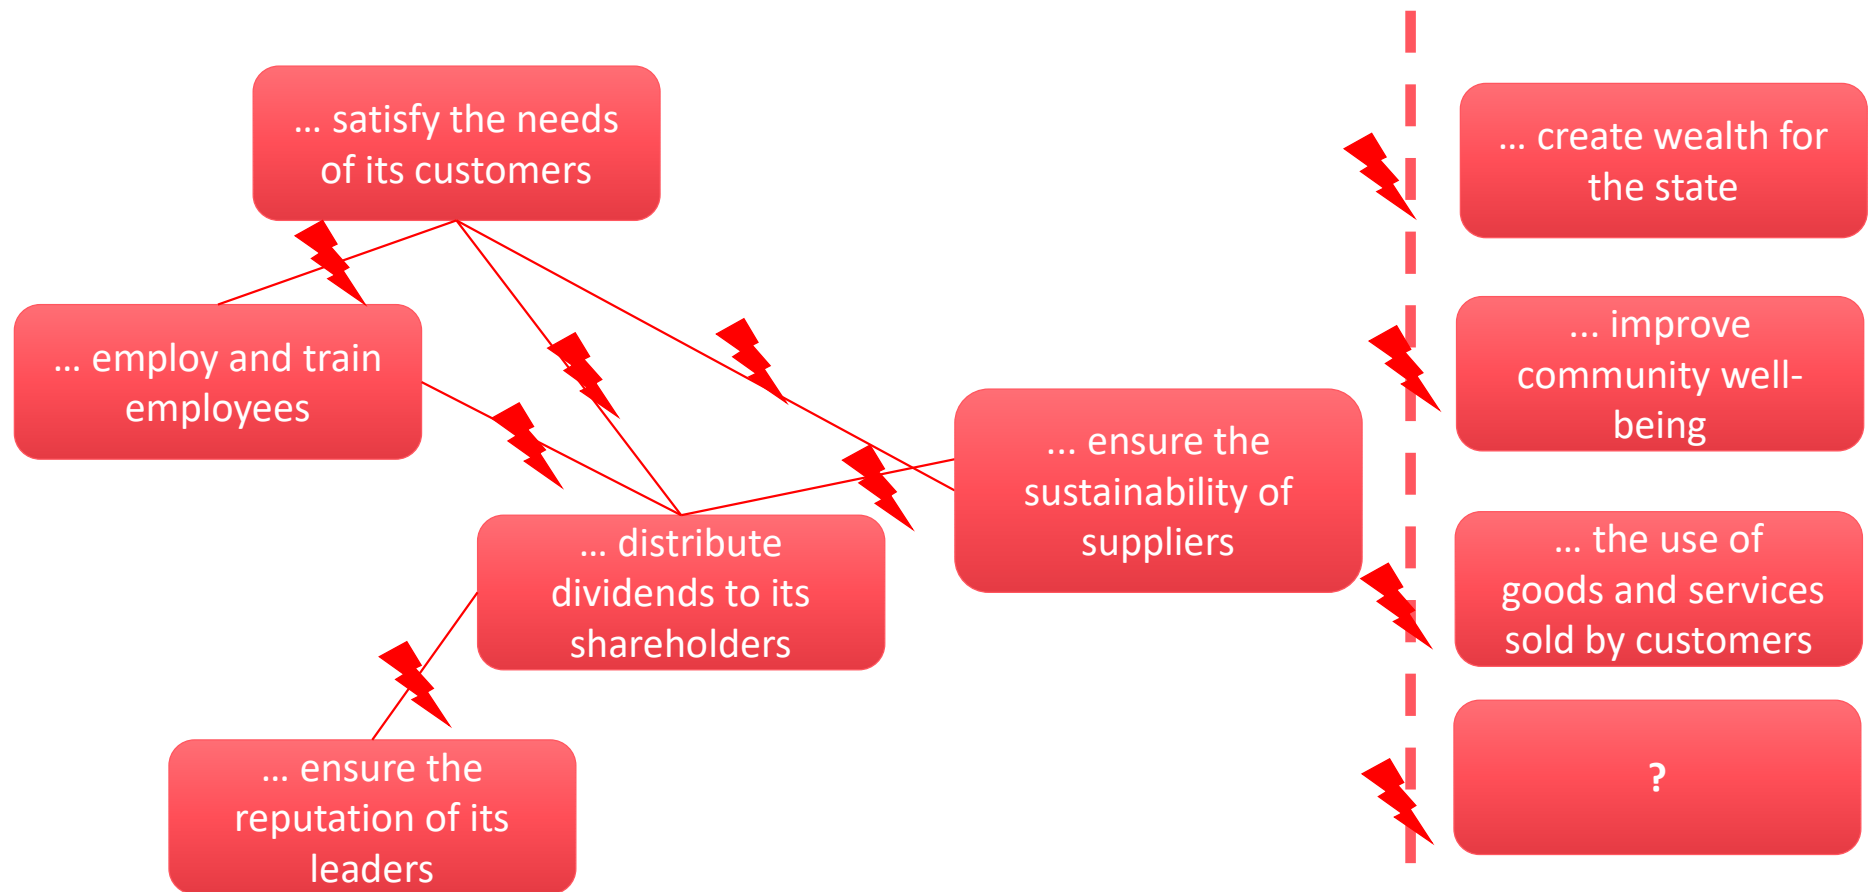 ... satisfy the needs
of its customers
... employ and train
employees
... distribute
dividends to its
shareholders
... ensure the
reputation of its
leaders
... ensure the
sustainability of
suppliers
... create wealth for
the state
... improve
community well-
being
... the use of
goods and services
sold by customers
?